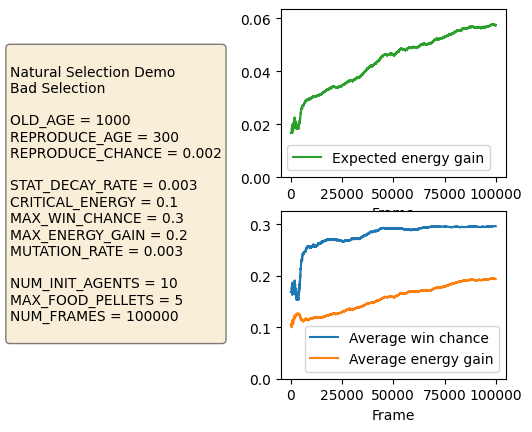 Natural Selection Demo
Bad Selection
OLD_AGE = 1000
REPRODUCE_AGE = 300
REPRODUCE_CHANCE = 0.002
STAT_DECAY_RATE = 0.003
CRITICAL_ENERGY = 0.1
MAX_WIN_CHANCE = 0.3
MAX_ENERGY_GAIN = 0.2
MUTATION_RATE = 0.003
NUM_INIT_AGENTS = 10
MAX_FOOD_PELLETS = 5
NUM_FRAMES = 100000
0.06
0.04
0.02
0.00
Expected energy gain
0 25000 50000 75000 100000
Frame
0.3
0.2
0.1
0.0
Average win chance
Average energy gain
0 25000 50000 75000 100000
Frame